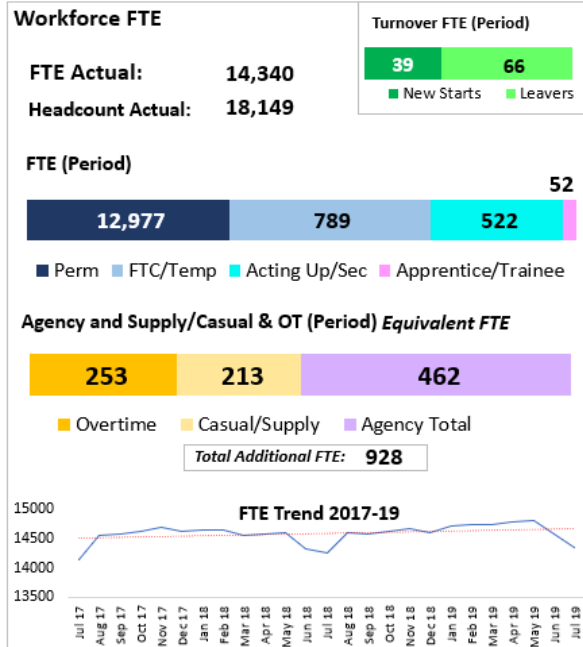 Workforce FTE
Turnover FTE (Period)
39 66
New Starts Leavers
FTE Actual: 14,340
Headcount Actual: 18,149
FTE (Period)
52
12,977 789 522
Perm FTC/Temp Acting Up/Sec Apprentice/Trainee
Agency and Supply/Casual & OT (Period) Equivalent FTE
253 213 462
Overtime Casual/Supply Agency Total
Total Additional FTE: 928
FTE Trend 2017-19
15000
14500
14000
13500
Jul 17
Aug 17
Sep 17
Oct 17
Nov 17
Dec 17
Jan 18
Feb 18
Mar 18
Apr 18
May 18
Jun 18
Jul 18
Aug 18
Sep 18
Oct 18
Nov 18
Dec 18
Jan 19
Feb 19
Mar 19
Apr 19
May 19
Jun 19
Jul 19